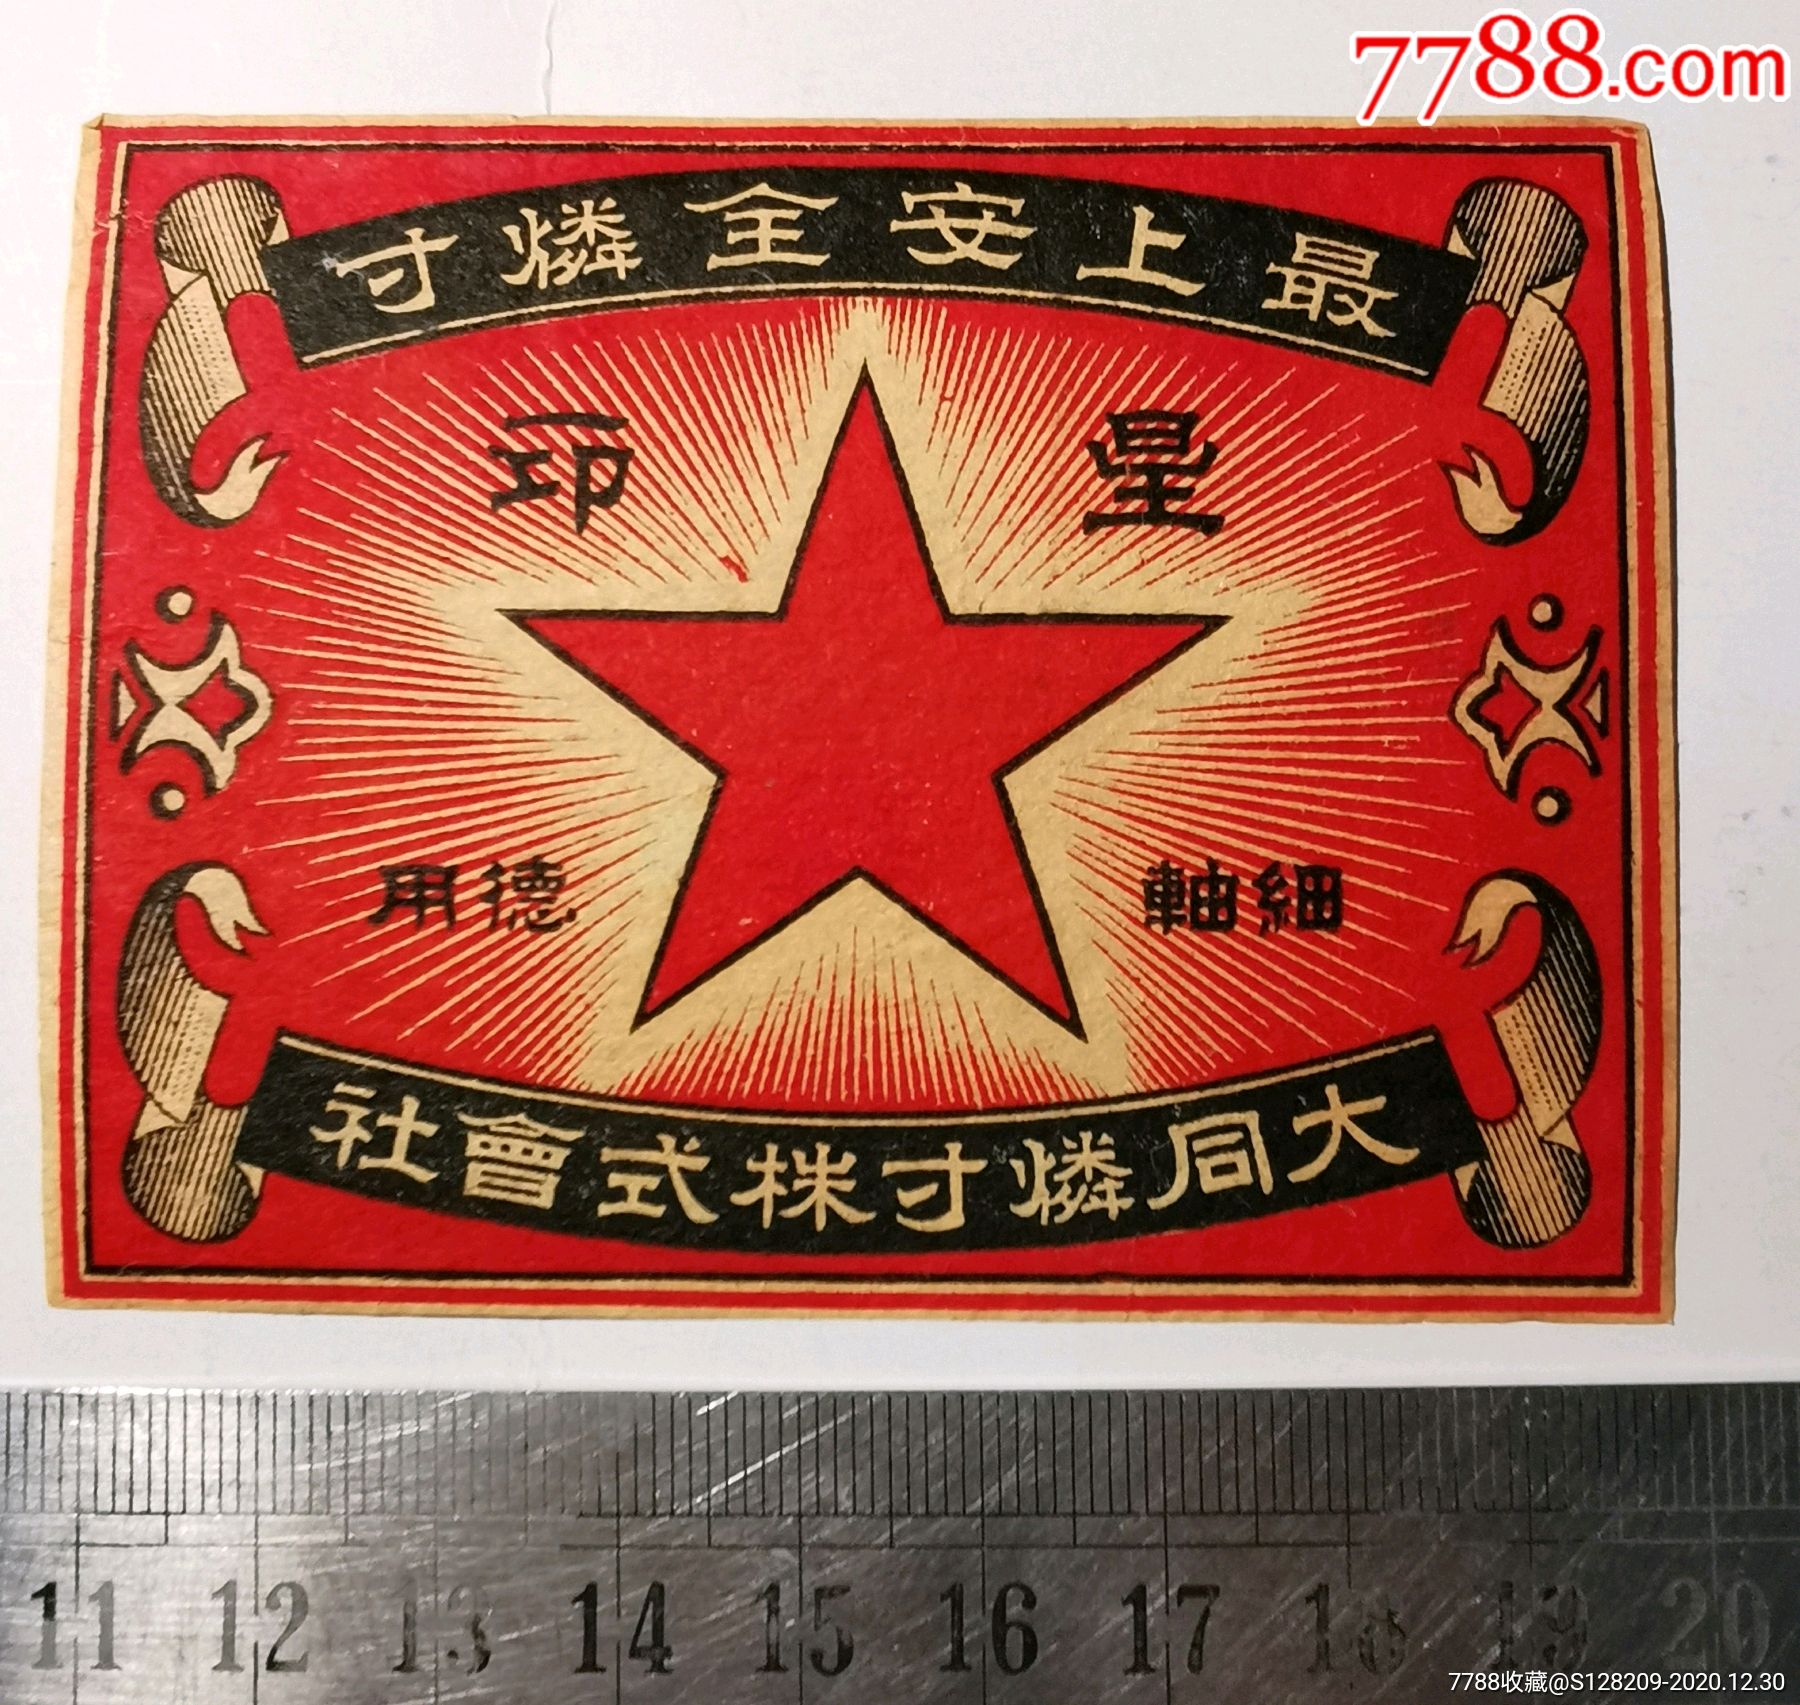 7788.com
最上安全燐寸
星印
細軸
德用
大同燐寸株式會社
11 12 13 14 15 16 17 18 19 20
7788收藏@S128209-2020.12.30